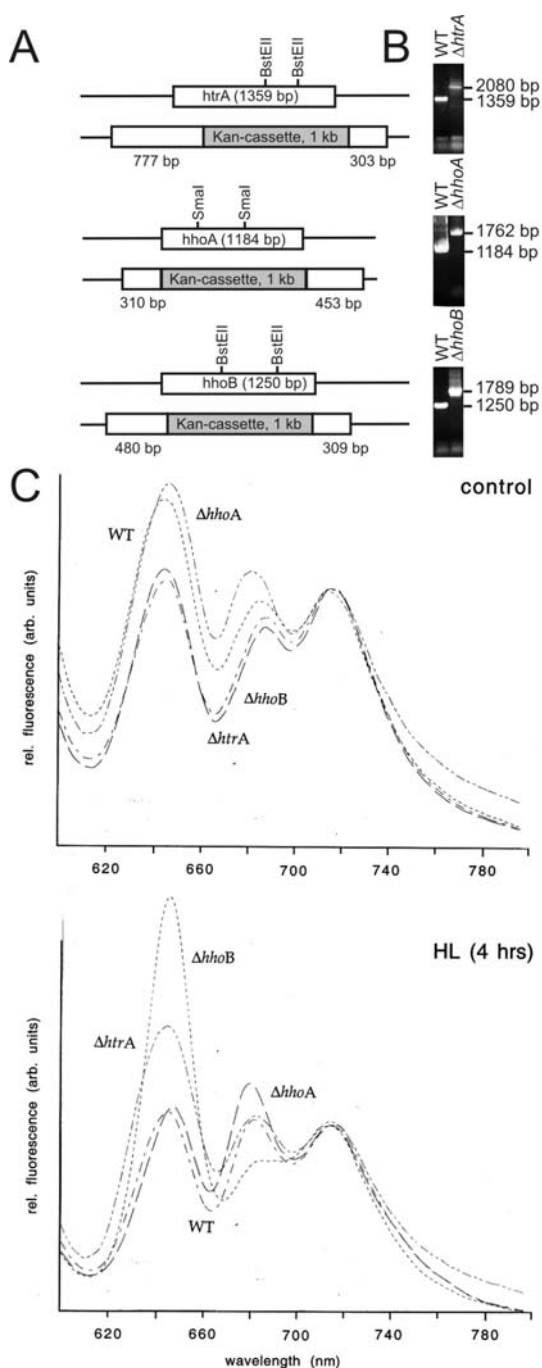 A
BstEII
BstEII
htrA (1359 bp)
Kan-cassette, 1 kb
777 bp
303 bp
SmaI
SmaI
hhoA (1184 bp)
Kan-cassette, 1 kb
310 bp
453 bp
BstEII
BstEII
hhoB (1250 bp)
Kan-cassette, 1 kb
480 bp
309 bp
B
WT
ΔhtrA
2080 bp
1359 bp
WT
ΔhhoA
1762 bp
1184 bp
WT
ΔhhoB
1789 bp
1250 bp
C
control
WT
ΔhhoA
ΔhhoB
ΔhtrA
rel. fluorescence (arb. units)
620 660 700 740 780
HL (4 hrs)
ΔhhoB
ΔhtrA
ΔhhoA
WT
rel. fluorescence (arb. units)
620 660 700 740 780
wavelength (nm)